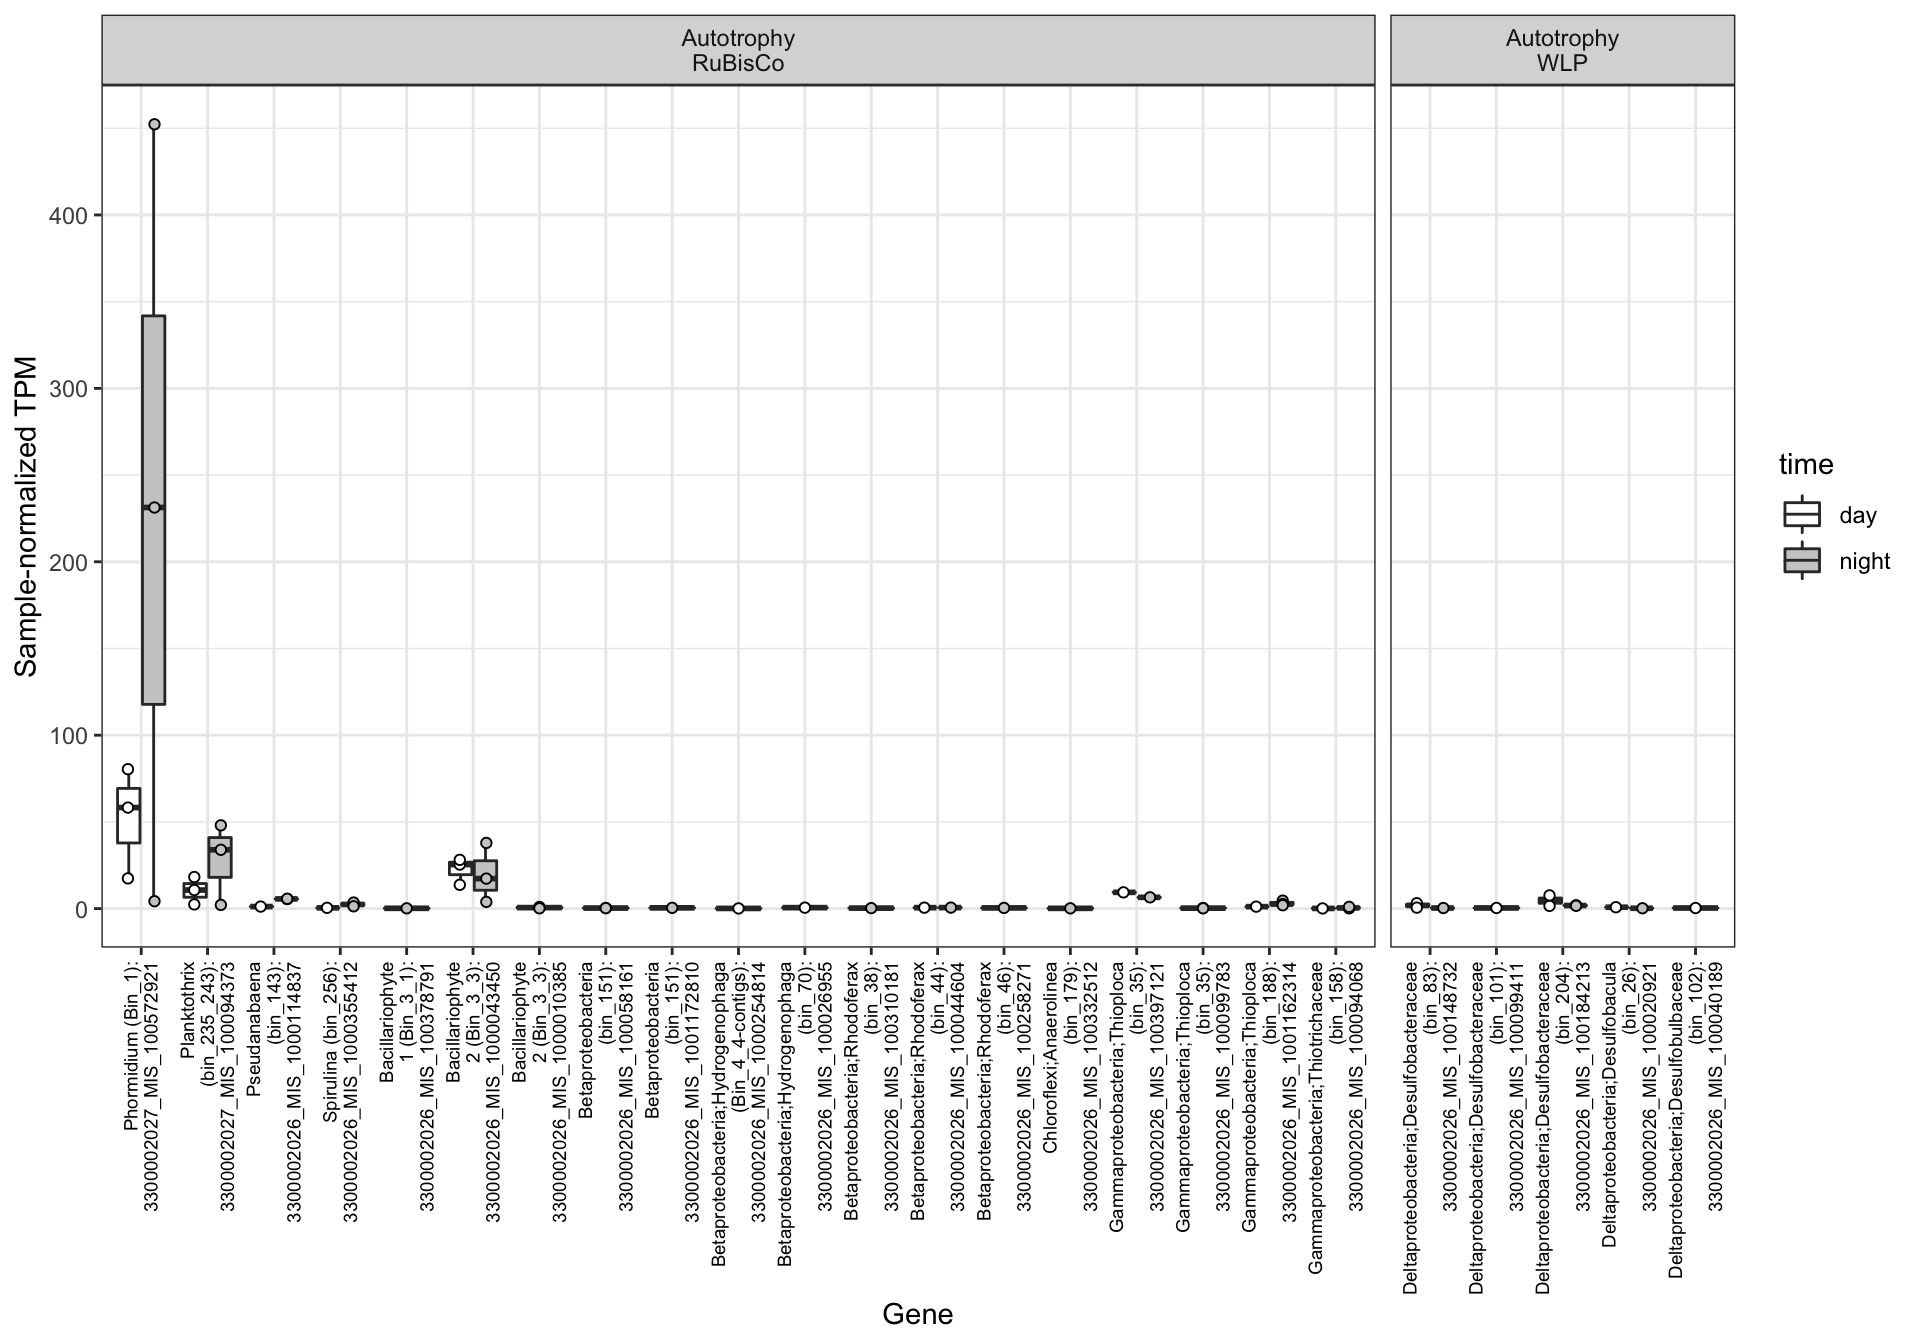 Autotrophy
RuBisCo
Autotrophy
WLP
Sample-normalized TPM
400
300
200
100
0
time
day
night
Phormidium (Bin_1):
3300002027_MIS_100572921
Planktothrix
(bin_235_243):
3300002027_MIS_100094373
Pseudanabaena
(bin_143):
3300002026_MIS_1000114837
Spirulina (bin_256):
3300002026_MIS_1000355412
Bacillariophyte
1 (Bin_3_1):
3300002026_MIS_100378791
Bacillariophyte
2 (Bin_3_3):
3300002026_MIS_1000043450
Bacillariophyte
2 (Bin_3_3):
3300002026_MIS_1000010385
Betaproteobacteria
(bin_151):
3300002026_MIS_100058161
Betaproteobacteria
(bin_151):
3300002026_MIS_1001172810
Betaproteobacteria;Hydrogenophaga
(Bin_4_4-contigs):
3300002026_MIS_1000254814
Betaproteobacteria;Hydrogenophaga
(bin_70):
3300002026_MIS_100026955
Betaproteobacteria;Rhodoferax
(bin_38):
3300002026_MIS_100310181
Betaproteobacteria;Rhodoferax
(bin_44):
3300002026_MIS_100044604
Betaproteobacteria;Rhodoferax
(bin_46):
3300002026_MIS_100258271
Chloroflexi;Anaerolinea
(bin_179):
3300002026_MIS_100332512
Gammaproteobacteria;Thioploca
(bin_35):
3300002026_MIS_100397121
Gammaproteobacteria;Thioploca
(bin_35):
3300002026_MIS_100099783
Gammaproteobacteria;Thioploca
(bin_188):
3300002026_MIS_1001162314
Gammaproteobacteria;Thiotrichaceae
(bin_158):
3300002026_MIS_100094068
Deltaproteobacteria;Desulfobacteraceae
(bin_83):
3300002026_MIS_100148732
Deltaproteobacteria;Desulfobacteraceae
(bin_101):
3300002026_MIS_100099411
Deltaproteobacteria;Desulfobacteraceae
(bin_204):
3300002026_MIS_100184213
Deltaproteobacteria;Desulfobacula
(bin_26):
3300002026_MIS_100020921
Deltaproteobacteria;Desulfobulbaceae
(bin_102):
3300002026_MIS_100040189
Gene